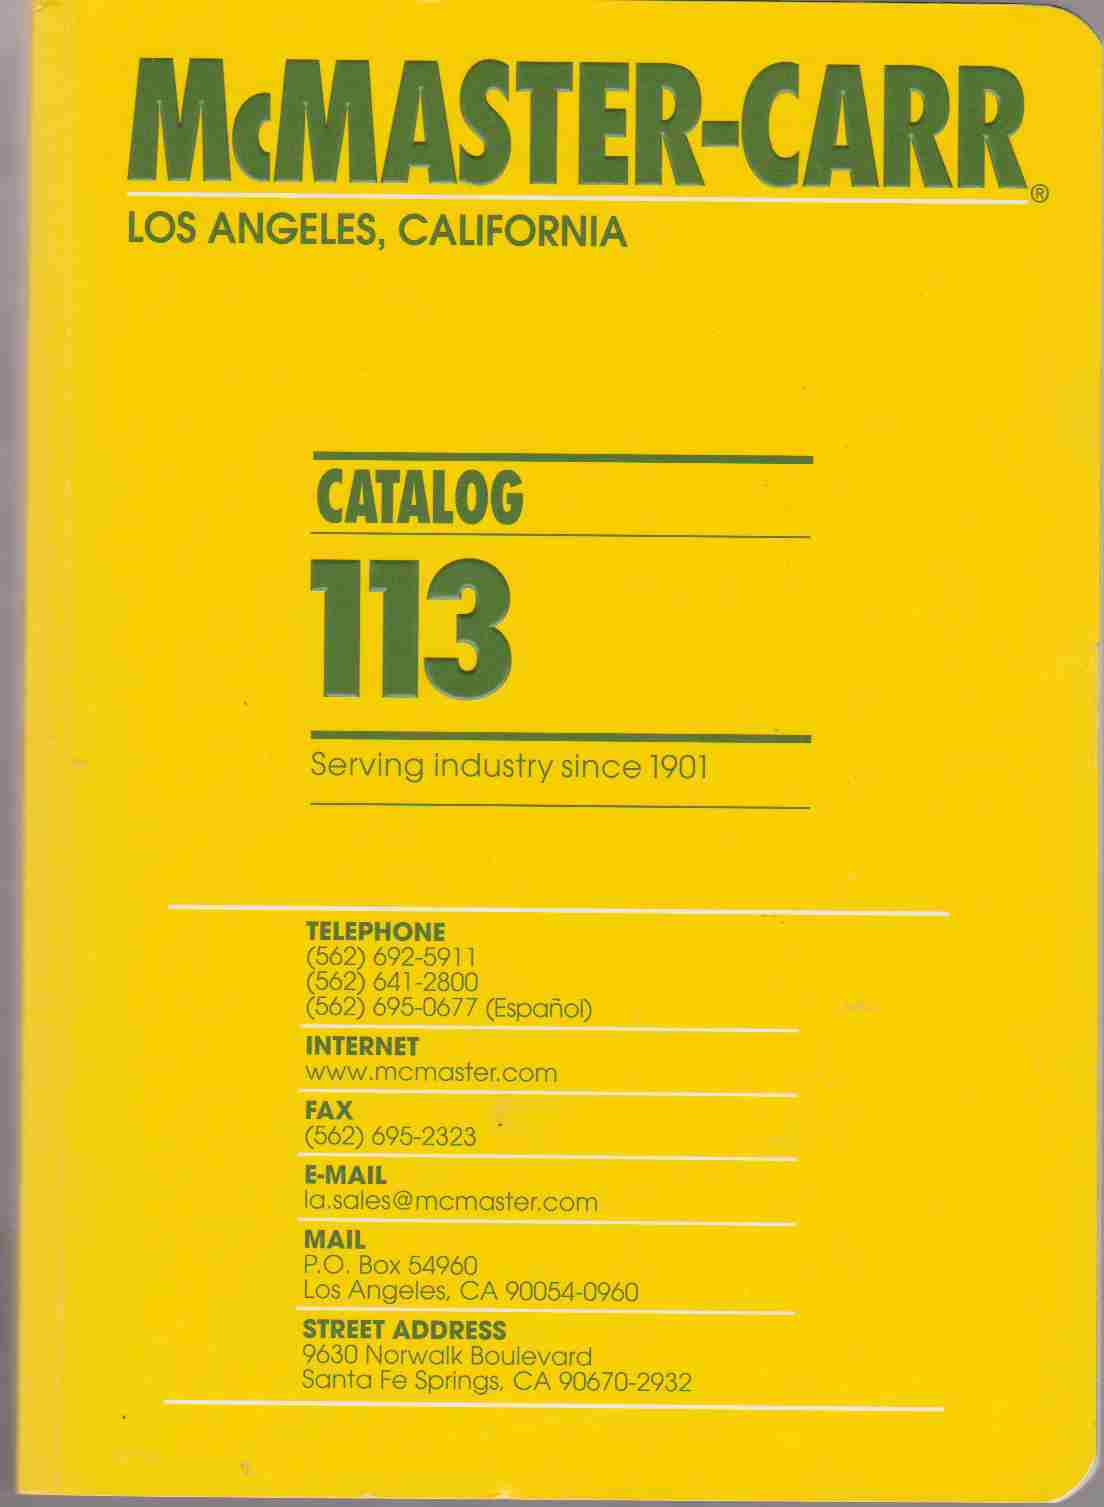 McMASTER-CARR®
LOS ANGELES, CALIFORNIA
CATALOG
113
Serving industry since 1901
TELEPHONE
(562) 692-5911
(562) 641-2800
(562) 695-0677 (Español)
INTERNET
www.mcmaster.com
FAX
(562) 695-2323
E-MAIL
la.sales@mcmaster.com
MAIL
P.O. Box 54960
Los Angeles, CA 90054-0960
STREET ADDRESS
9630 Norwalk Boulevard
Santa Fe Springs, CA 90670-2932